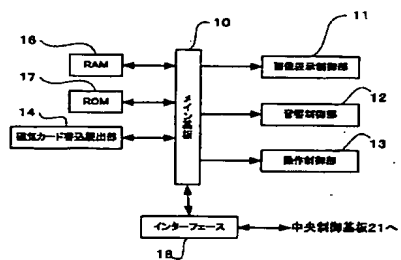 10
11
16
RAM
画像表示制御部
17
12
ROM
音響制御部
14
13
磁気カード書込読出部
操作制御部
インターフェース
中央制御基板21へ
18